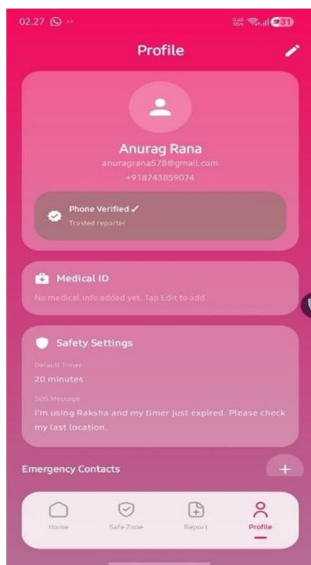 02.27
31
Profile
Anurag Rana
anuragrana578@gmail.com
+918743859074
Phone Verified ✓
Trusted reporter
Medical ID
No medical info added yet. Tap Edit to add.
Safety Settings
Default Timer
20 minutes
SOS Message
I'm using Raksha and my timer just expired. Please check
my last location.
Emergency Contacts
Home
Safe Zone
Report
Profile